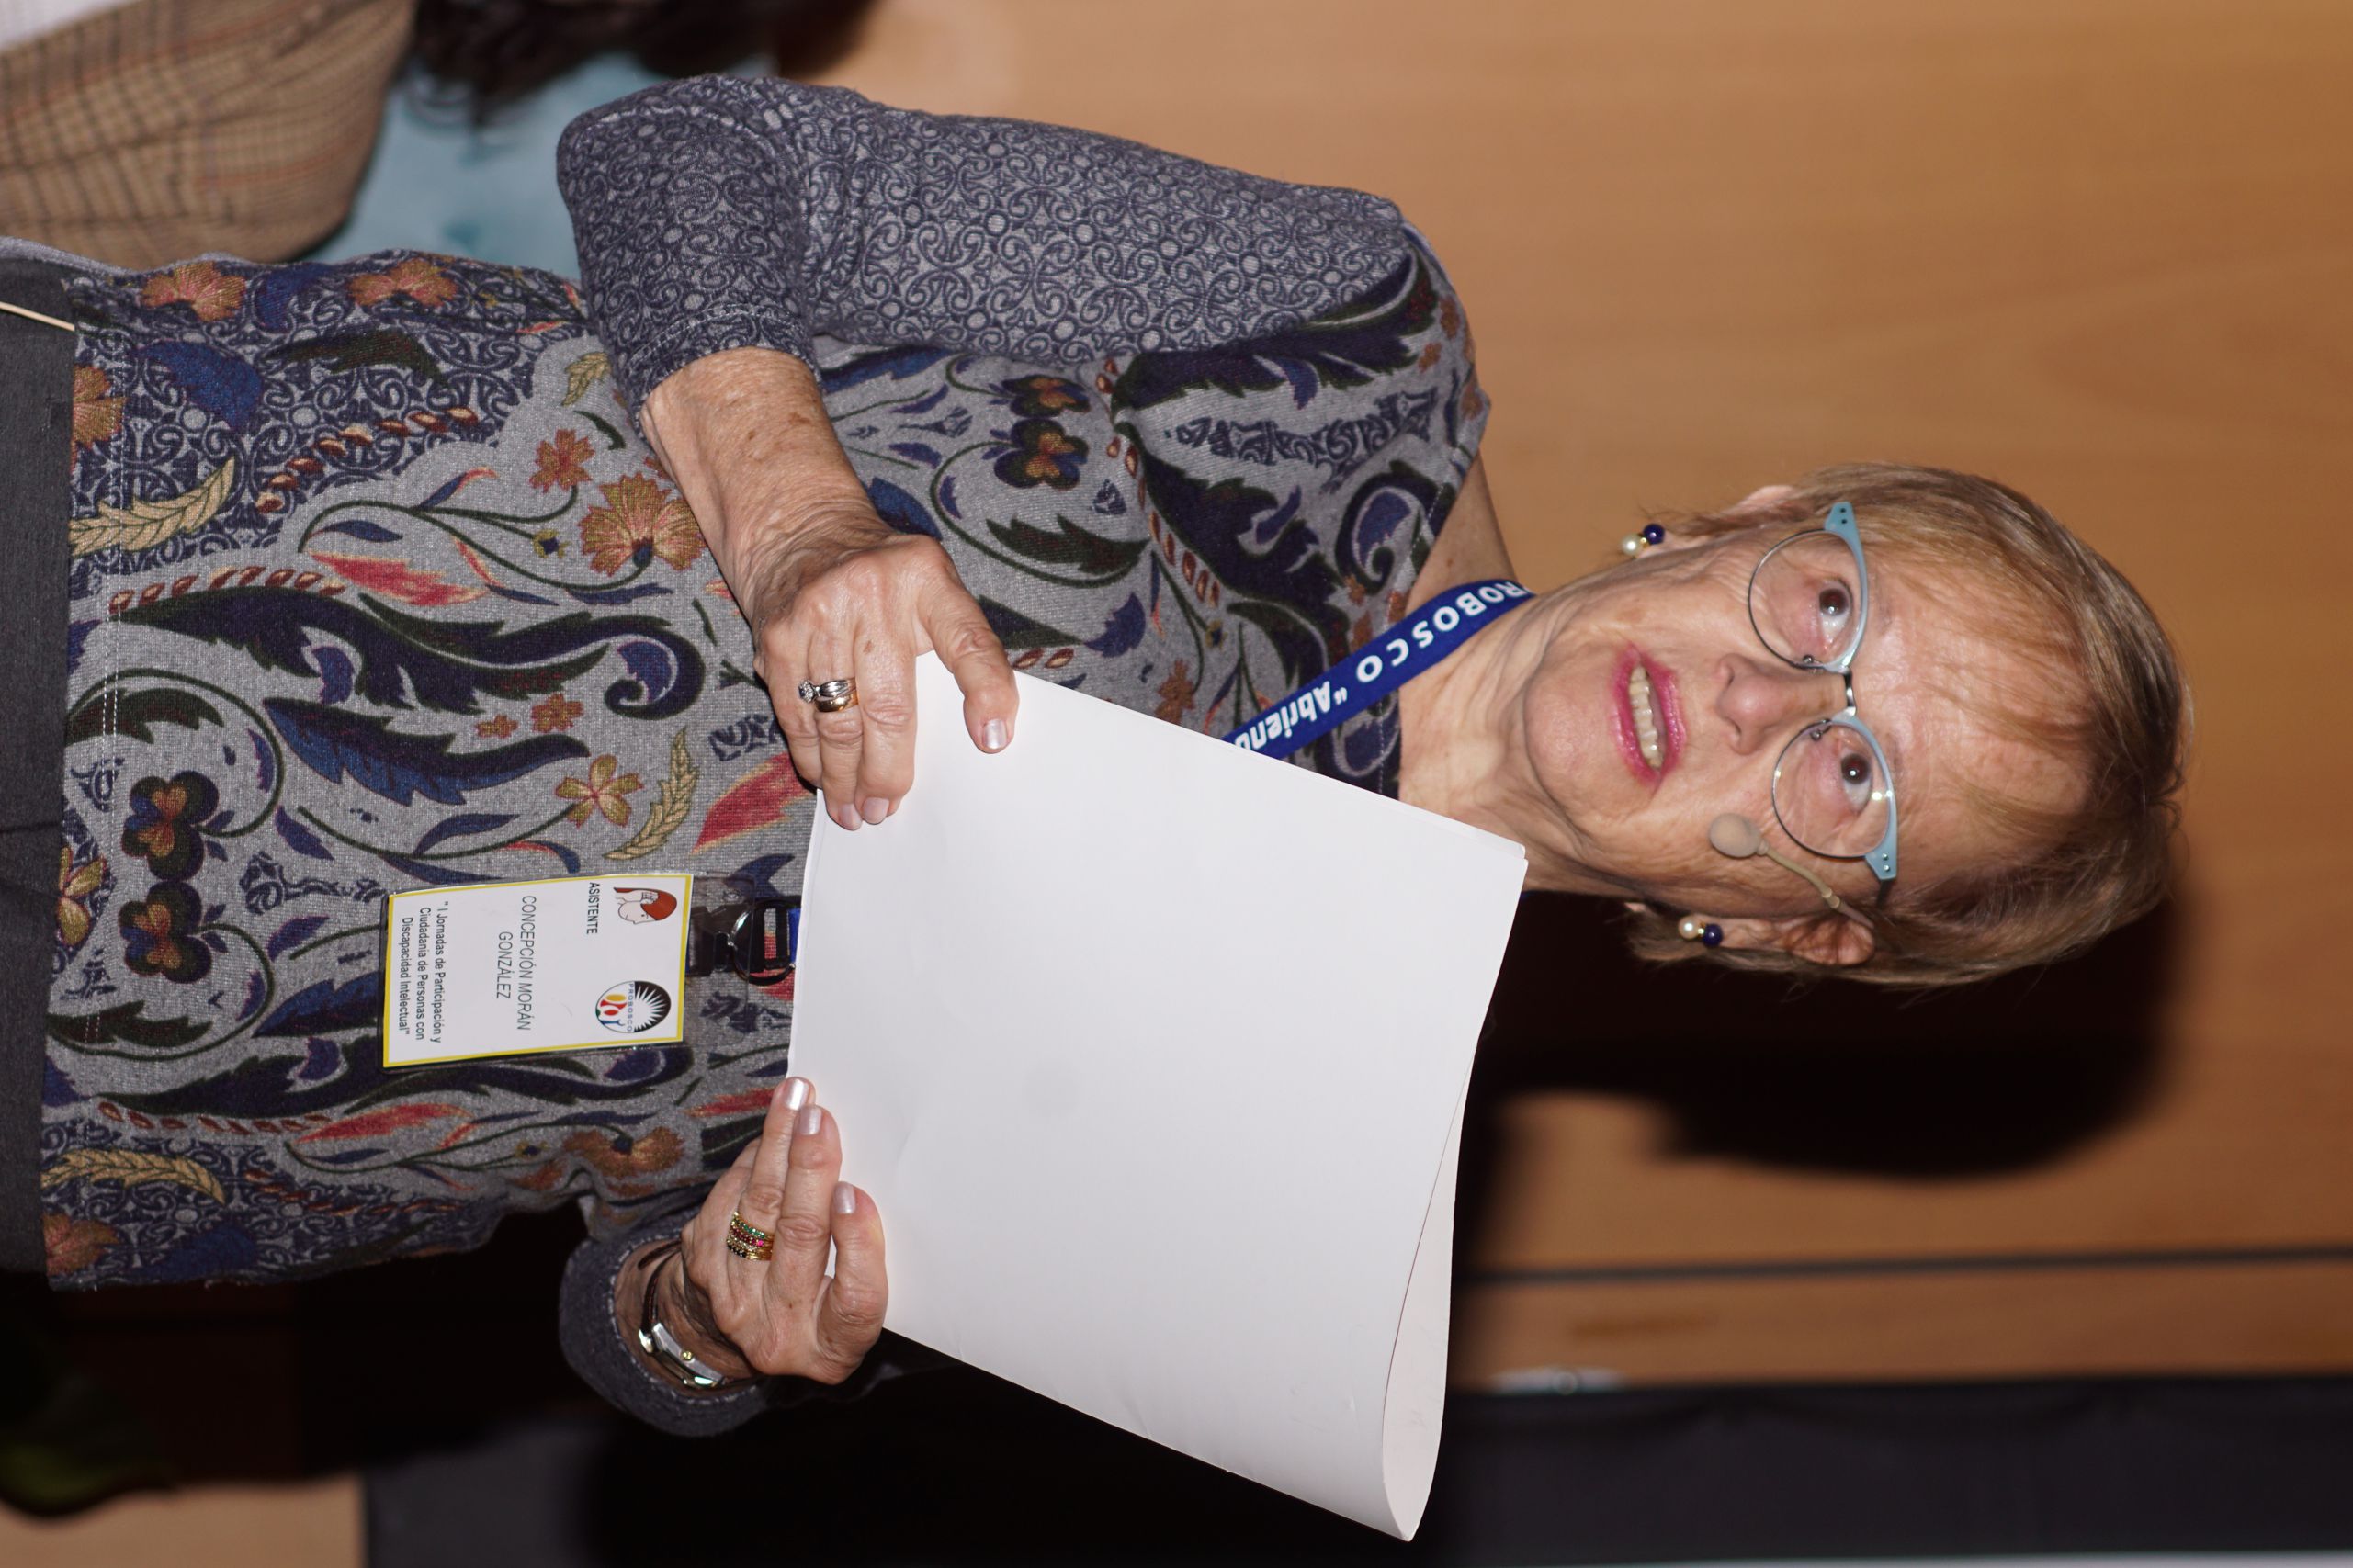 ROBOSCO "Abriend
PROBOSCO
ASISTENTE
CONCEPCIÓN MORÁN
GONZÁLEZ
" I Jornadas de Participación y
Ciudadania de Personas con
Discapacidad Intelectual"